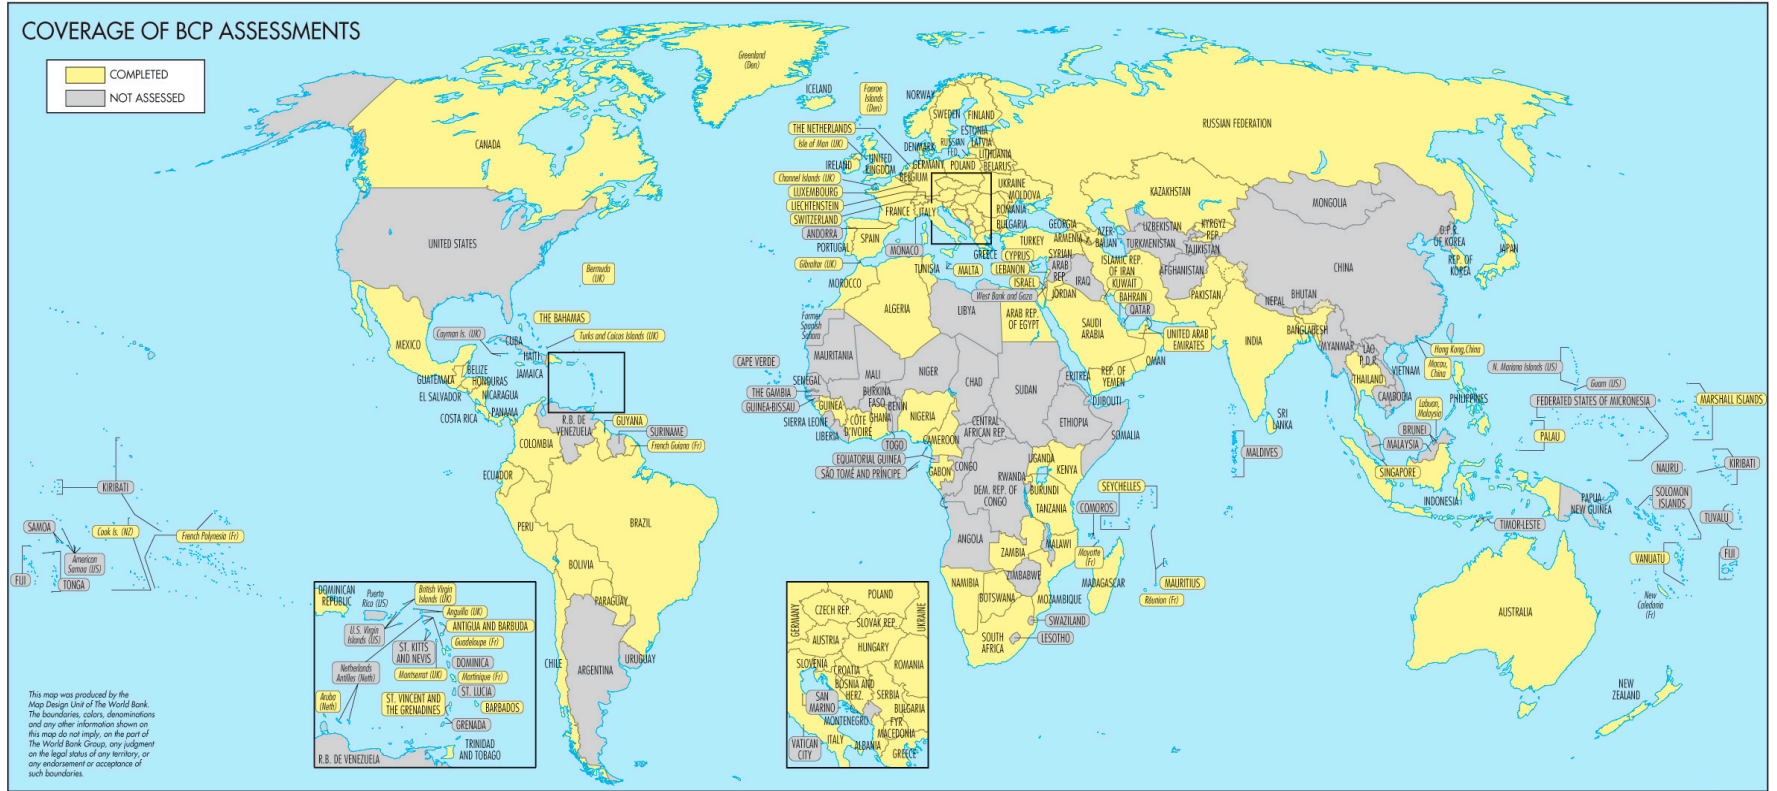 COVERAGE OF BCP ASSESSMENTS
COMPLETED
NOT ASSESSED
Greenland
(Den)
ICELAND
Faeroe
Islands
(Den)
NORWAY
SWEDEN
FINLAND
RUSSIAN FEDERATION
CANADA
THE NETHERLANDS
Isle of Man (UK)
ESTONIA
LATVIA
RUSSIAN
FED.
LITHUANIA
DENMARK
UNITED
KINGDOM
IRELAND
GERMANY
POLAND
BELARUS
BELGIUM
Channel Islands (UK)
LUXEMBOURG
LIECHTENSTEIN
SWITZERLAND
UKRAINE
MOLDOVA
ROMANIA
BULGARIA
FRANCE
ITALY
ANDORRA
MONACO
SPAIN
PORTUGAL
Gibraltar (UK)
KAZAKHSTAN
MONGOLIA
UNITED STATES
GEORGIA
ARMENIA
AZER-
BAIJAN
UZBEKISTAN
TURKMENISTAN
KYRGYZ
REP.
TAJIKISTAN
D.P.R.
OF KOREA
REP. OF
KOREA
JAPAN
CHINA
TURKEY
GREECE
CYPRUS
LEBANON
ISRAEL
West Bank and Gaza
SYRIAN
ARAB
REP.
IRAQ
JORDAN
ISLAMIC REP.
OF IRAN
KUWAIT
BAHRAIN
QATAR
AFGHANISTAN
PAKISTAN
NEPAL
BHUTAN
BANGLADESH
INDIA
MYANMAR
LAO
P.D.R.
VIETNAM
THAILAND
CAMBODIA
Bermuda
(UK)
TUNISIA
MALTA
MOROCCO
ALGERIA
LIBYA
ARAB REP.
OF EGYPT
SAUDI
ARABIA
UNITED ARAB
EMIRATES
OMAN
REP. OF
YEMEN
Former
Spanish
Sahara
MEXICO
THE BAHAMAS
Cayman Is. (UK)
Turks and Caicos Islands (UK)
CUBA
HAITI
JAMAICA
BELIZE
GUATEMALA
HONDURAS
EL SALVADOR
NICARAGUA
COSTA RICA
PANAMA
R.B. DE
VENEZUELA
GUYANA
SURINAME
French Guiana (Fr)
COLOMBIA
ECUADOR
PERU
BRAZIL
BOLIVIA
PARAGUAY
CHILE
ARGENTINA
URUGUAY
CAPE VERDE
MAURITANIA
MALI
NIGER
CHAD
SUDAN
ERITREA
DJIBOUTI
SENEGAL
THE GAMBIA
GUINEA-BISSAU
GUINEA
SIERRA LEONE
LIBERIA
CÔTE
D'IVOIRE
BURKINA
FASO
GHANA
BENIN
TOGO
NIGERIA
CAMEROON
EQUATORIAL GUINEA
SÃO TOMÉ AND PRÍNCIPE
GABON
CONGO
CENTRAL
AFRICAN REP.
ETHIOPIA
SOMALIA
UGANDA
KENYA
RWANDA
BURUNDI
DEM. REP. OF
CONGO
TANZANIA
SEYCHELLES
COMOROS
ANGOLA
ZAMBIA
MALAWI
Mayotte
(Fr)
ZIMBABWE
MADAGASCAR
MAURITIUS
Réunion (Fr)
NAMIBIA
BOTSWANA
MOZAMBIQUE
SWAZILAND
LESOTHO
SOUTH
AFRICA
Hong Kong,China
Macau,
China
PHILIPPINES
SRI
LANKA
MALDIVES
Labuan,
Malaysia
BRUNEI
MALAYSIA
SINGAPORE
INDONESIA
TIMOR-LESTE
N. Mariana Islands (US)
Guam (US)
FEDERATED STATES OF MICRONESIA
MARSHALL ISLANDS
PALAU
NAURU
KIRIBATI
PAPUA
NEW GUINEA
SOLOMON
ISLANDS
TUVALU
VANUATU
FIJI
New
Caledonia
(Fr)
AUSTRALIA
NEW
ZEALAND
KIRIBATI
SAMOA
Cook Is. (NZ)
French Polynesia (Fr)
American
Samoa (US)
FIJI
TONGA
DOMINICAN
REPUBLIC
Puerto
Rico (US)
British Virgin
Islands (UK)
Anguilla (UK)
U.S. Virgin
Islands (US)
ANTIGUA AND BARBUDA
ST. KITTS
AND NEVIS
Guadeloupe (Fr)
Netherlands
Antilles (Neth)
Montserrat (UK)
DOMINICA
Martinique (Fr)
ST. LUCIA
Aruba
(Neth)
ST. VINCENT AND
THE GRENADINES
BARBADOS
GRENADA
TRINIDAD
AND TOBAGO
R.B. DE VENEZUELA
GERMANY
POLAND
CZECH REP.
SLOVAK REP.
UKRAINE
AUSTRIA
HUNGARY
SLOVENIA
CROATIA
ROMANIA
BOSNIA AND
HERZ.
SERBIA
SAN
MARINO
MONTENEGRO
BULGARIA
FYR
MACEDONIA
VATICAN
CITY
ITALY
ALBANIA
GREECE
This map was produced by the
Map Design Unit of The World Bank.
The boundaries, colors, denominations
and any other information shown on
this map do not imply, on the part of
The World Bank Group, any judgment
on the legal status of any territory, or
any endorsement or acceptance of
such boundaries.